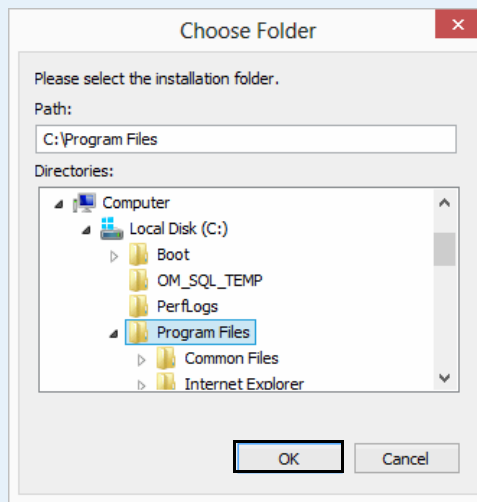 Choose Folder
Please select the installation folder.
Path:
C:\Program Files
Directories:
Computer
Local Disk (C:)
Boot
OM_SQL_TEMP
PerfLogs
Program Files
Common Files
Internet Explorer
OK Cancel